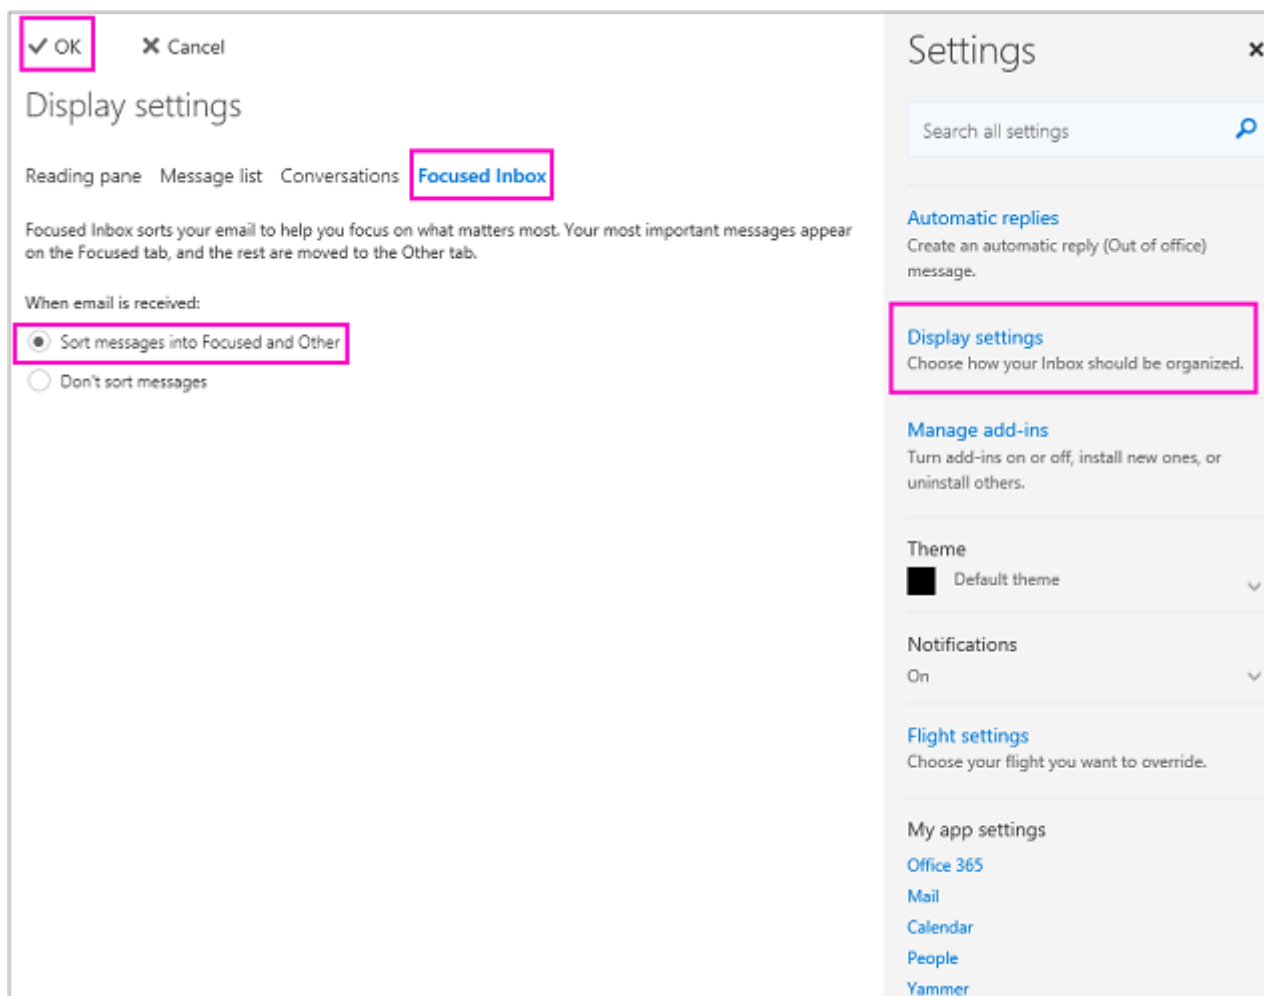 OK Cancel
Display settings
Reading pane Message list Conversations Focused Inbox
Focused Inbox sorts your email to help you focus on what matters most. Your most important messages appear
on the Focused tab, and the rest are moved to the Other tab.
When email is received:
Sort messages into Focused and Other
Don't sort messages
Settings
Search all settings
Automatic replies
Create an automatic reply (Out of office)
message.
Display settings
Choose how your Inbox should be organized.
Manage add-ins
Turn add-ins on or off, install new ones, or
uninstall others.
Theme
Default theme
Notifications
On
Flight settings
Choose your flight you want to override.
My app settings
Office 365
Mail
Calendar
People
Yammer